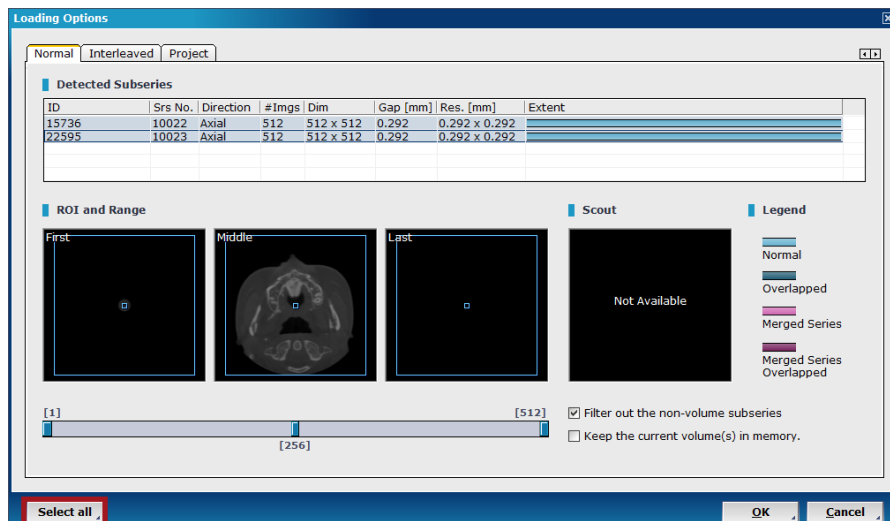 Loading Options
Normal Interleaved Project
Detected Subseries
ID Srs No. Direction #Imgs Dim Gap [mm] Res. [mm] Extent
15736 10022 Axial 512 512 x 512 0.292 0.292 x 0.292
22595 10023 Axial 512 512 x 512 0.292 0.292 x 0.292
ROI and Range Scout Legend
First Middle Last
Normal
Overlapped
Not Available
Merged Series
Merged Series
Overlapped
[1] [512]
[256]
Filter out the non-volume subseries
Keep the current volume(s) in memory.
Select all OK Cancel